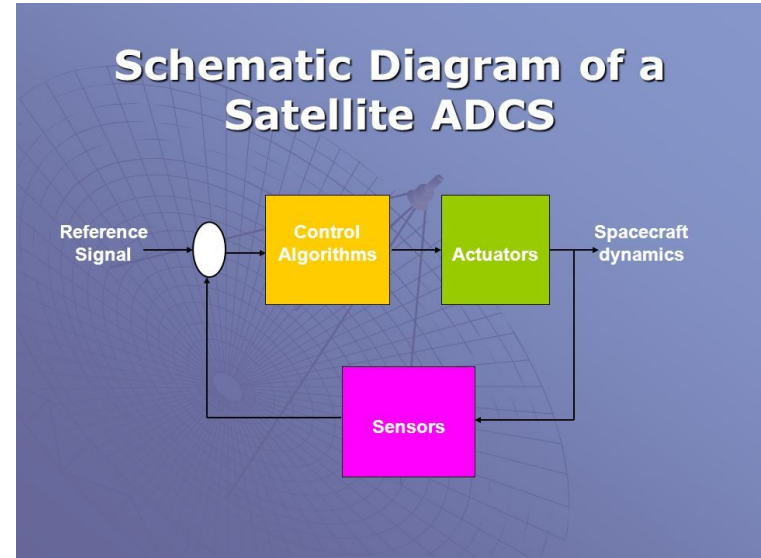 Schematic Diagram of a
Satellite ADCS
Reference
Signal
Control
Algorithms
Actuators
Spacecraft
dynamics
Sensors